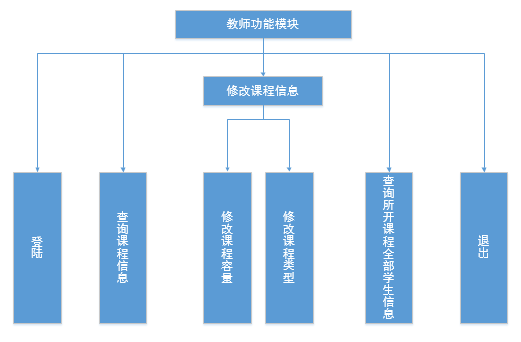 教师功能模块
修改课程信息
登陆
查询课程信息
修改课程容量
修改课程类型
查询所开课程全部学生信息
退出